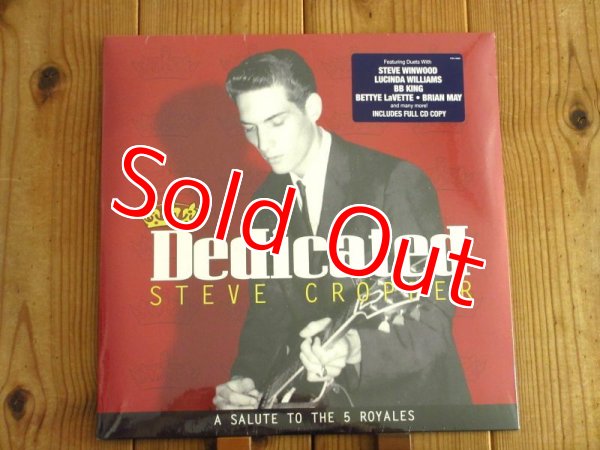 Featuring Duets With
STEVE WINWOOD
LUCINDA WILLIAMS
BB KING
BETTYE LaVETTE • BRIAN MAY
and many more!
INCLUDES FULL CD COPY
Sold Out
Dedicated
STEVE CROPPER
A SALUTE TO THE 5 ROYALES